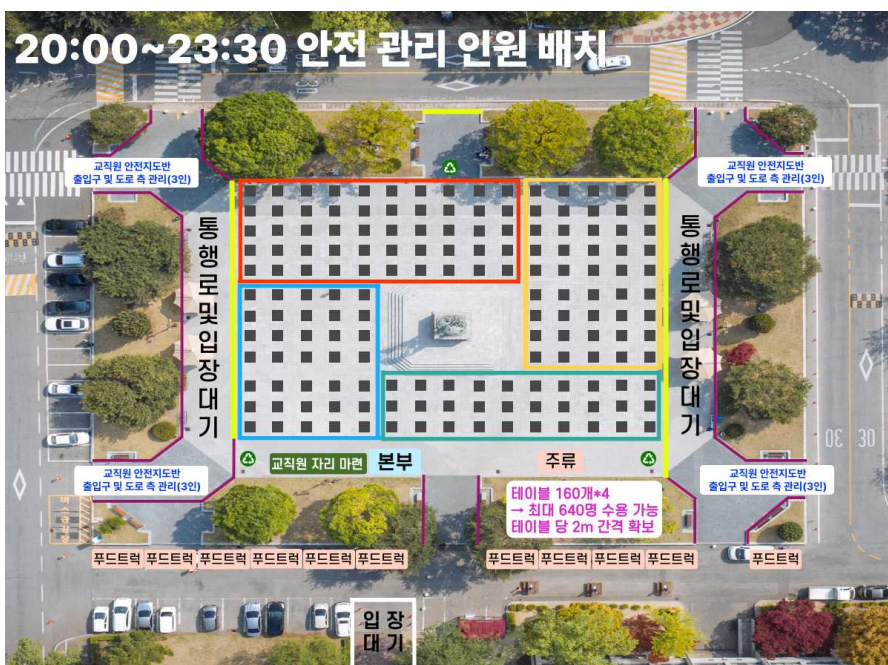 20:00~23:30 안전 관리 인원 배치
교직원 안전지도반
출입구 및 도로 측 관리(3인)
교직원 안전지도반
출입구 및 도로 측 관리(3인)
통행로및입장대기
통행로및입장대기
30
30
교직원 자리 마련
본부
주류
교직원 안전지도반
출입구 및 도로 측 관리(3인)
교직원 안전지도반
출입구 및 도로 측 관리(3인)
테이블 160개*4
→ 최대 640명 수용 가능
테이블 당 2m 간격 확보
푸드트럭 푸드트럭 푸드트럭 푸드트럭 푸드트럭 푸드트럭
푸드트럭 푸드트럭 푸드트럭 푸드트럭
푸드트럭
입장
대기